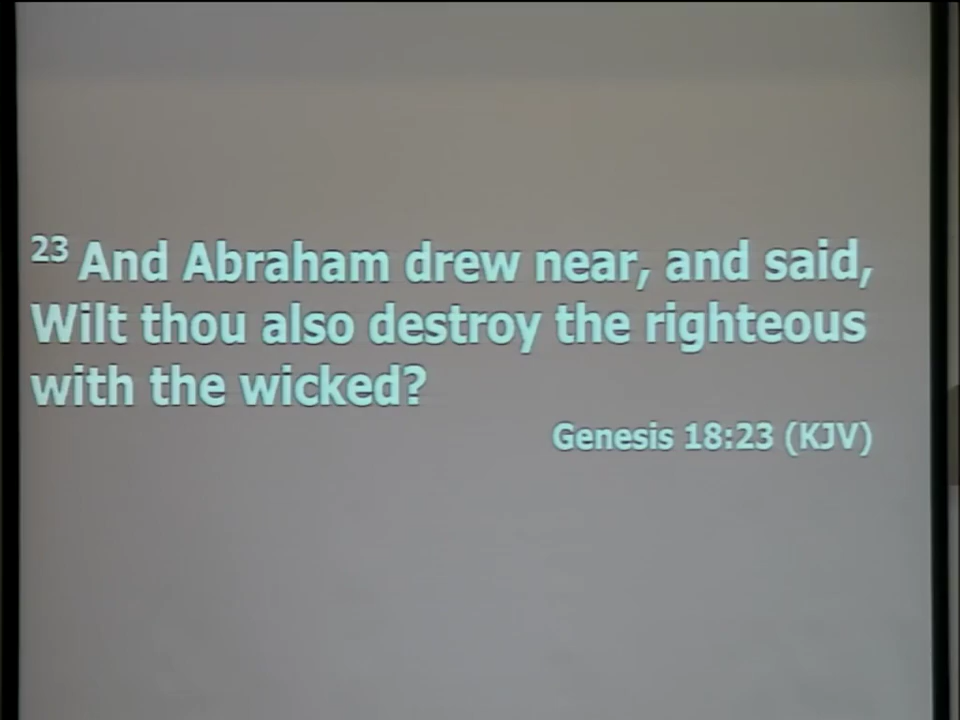 23 And Abraham drew near, and said,
Wilt thou also destroy the righteous
with the wicked?
Genesis 18:23 (KJV)